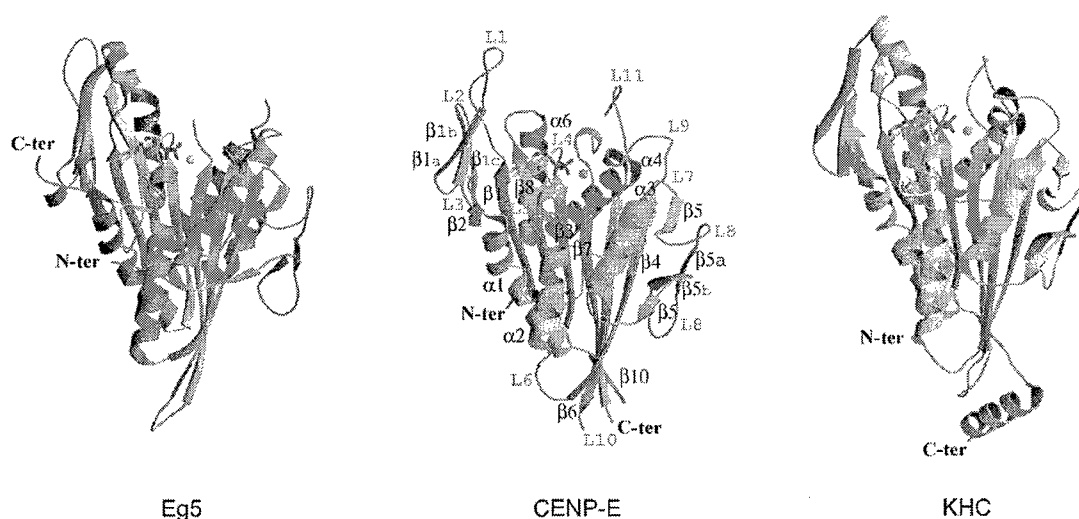 L1
L11
L2
α6
L9
β1b
L4
C-ter
β1a
β1c
α4
β1
β8
α3
L7
L3
β2
β5
β3
L8
N-ter
β7
β4
β5a
α1
β5b
N-ter
β5
α2
L8
N-ter
L6
β10
β6
C-ter
L10
C-ter
Eg5
CENP-E
KHC